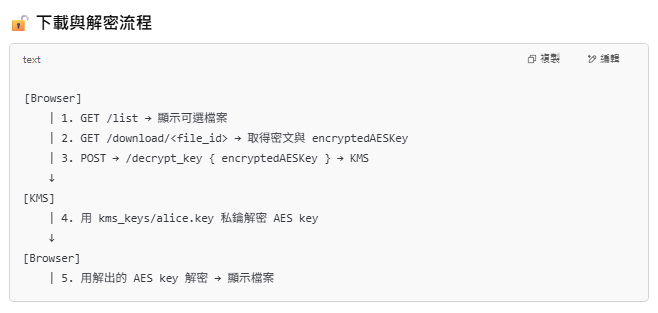 🔓 下載與解密流程
text 複製 編輯
[Browser]
| 1. GET /list → 顯示可選檔案
| 2. GET /download/<file_id> → 取得密文與 encryptedAESKey
| 3. POST → /decrypt_key { encryptedAESKey } → KMS
↓
[KMS]
| 4. 用 kms_keys/alice.key 私鑰解密 AES key
↓
[Browser]
| 5. 用解出的 AES key 解密 → 顯示檔案